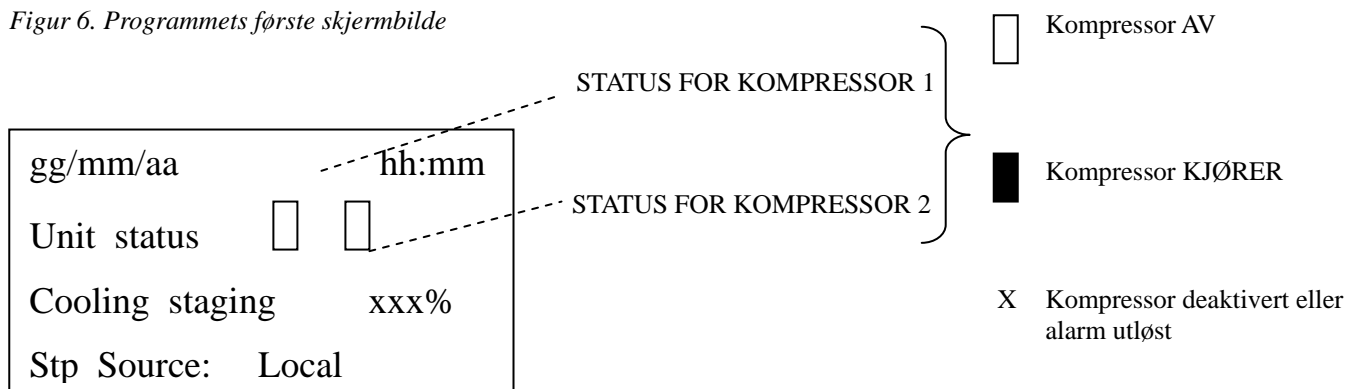 Figur 6. Programmets første skjermbilde
gg/mm/aa hh:mm
Unit status
Cooling staging xxx%
Stp Source: Local
STATUS FOR KOMPRESSOR 1
STATUS FOR KOMPRESSOR 2
Kompressor AV
Kompressor KJØRER
X Kompressor deaktivert eller
alarm utløst